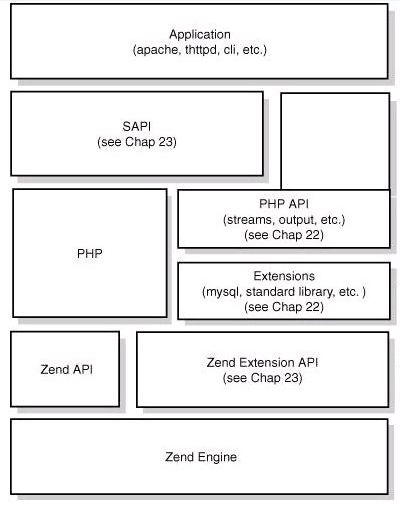 Application
(apache, thttpd, cli, etc.)
SAPI
(see Chap 23)
PHP API
(streams, output, etc.)
(see Chap 22)
PHP
Extensions
(mysql, standard library, etc. )
(see Chap 22)
Zend API
Zend Extension API
(see Chap 23)
Zend Engine